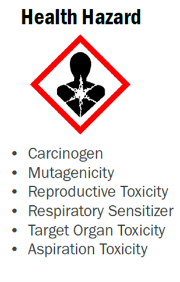 Health Hazard
• Carcinogen
• Mutagenicity
• Reproductive Toxicity
• Respiratory Sensitizer
• Target Organ Toxicity
• Aspiration Toxicity